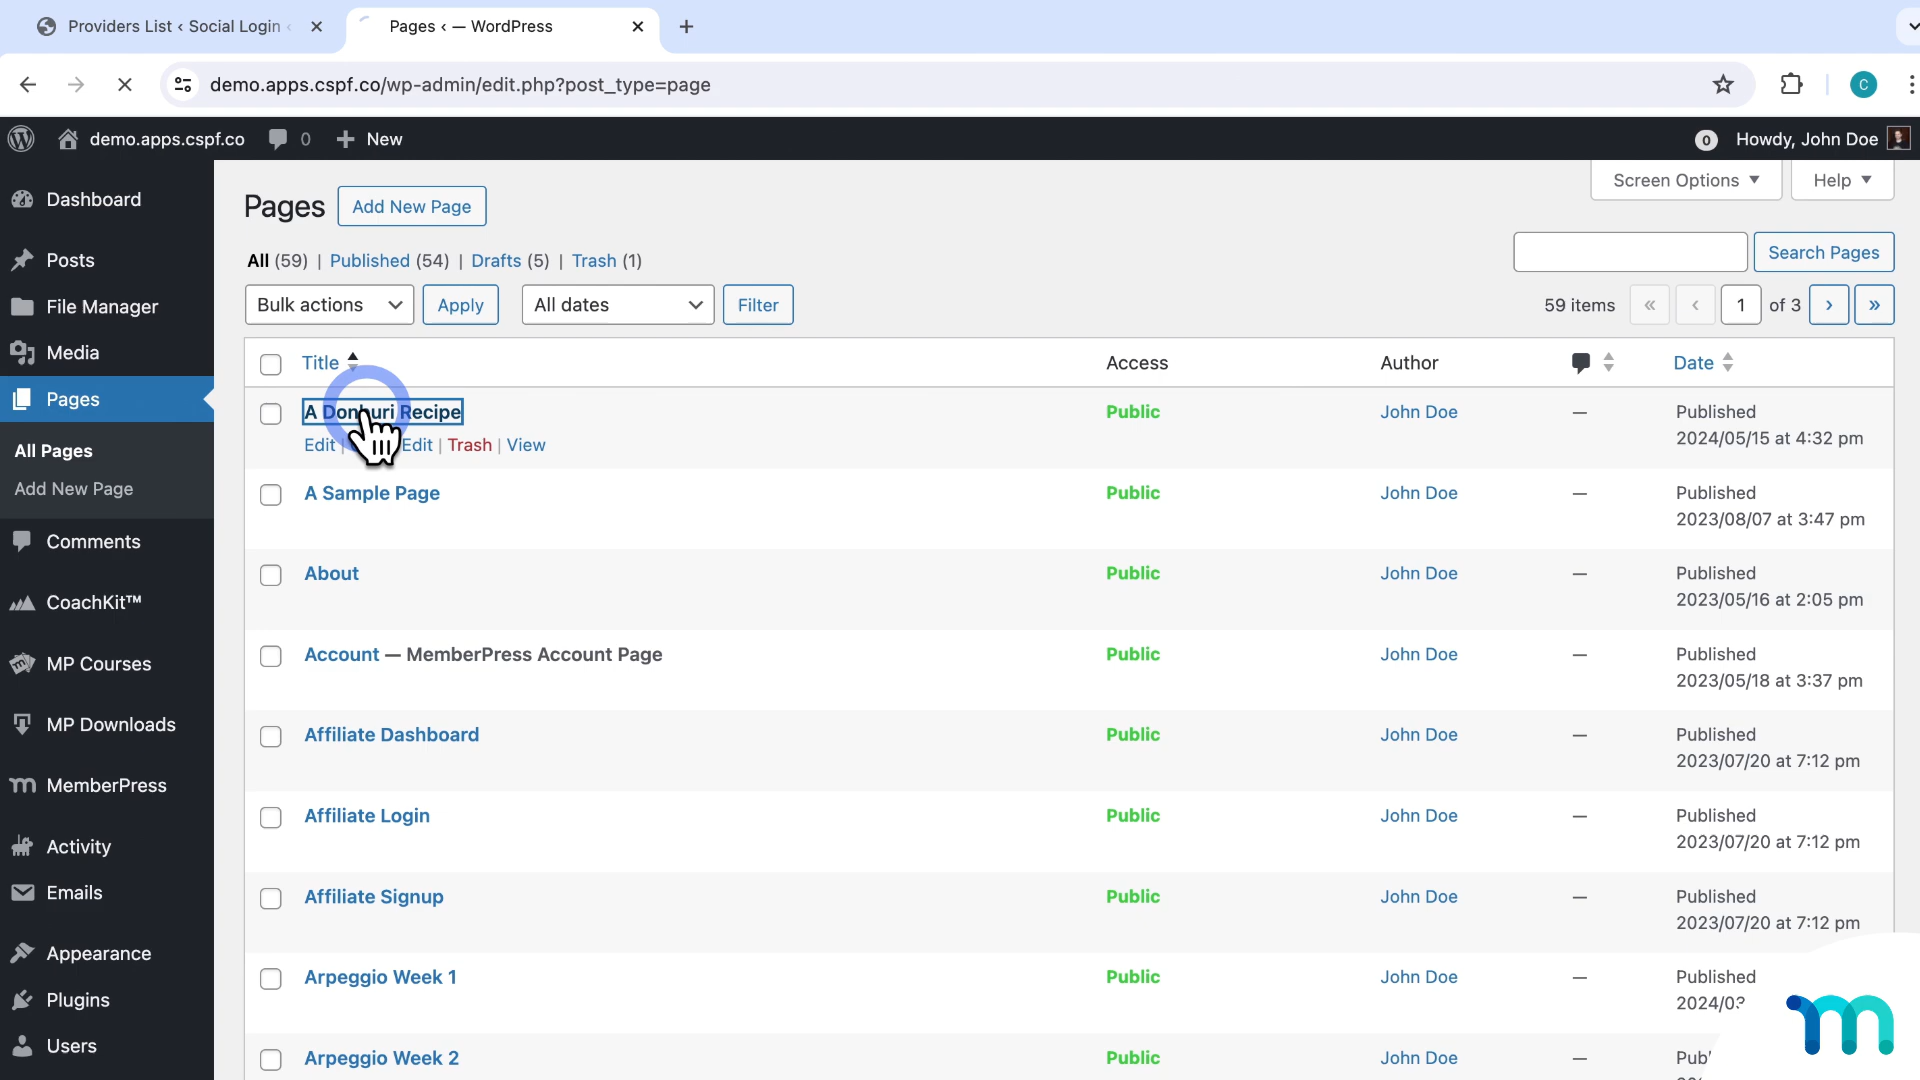 Providers List ‹ Social Login ‹
Pages ‹ — WordPress
demo.apps.cspf.co/wp-admin/edit.php?post_type=page
C
demo.apps.cspf.co 0 New
0 Howdy, John Doe
Dashboard
Posts
File Manager
Media
Pages
All Pages
Add New Page
Comments
CoachKit™
MP Courses
MP Downloads
MemberPress
Activity
Emails
Appearance
Plugins
Users
Pages Add New Page
Screen Options Help
All (59) | Published (54) | Drafts (5) | Trash (1)
Search Pages
Bulk actions Apply All dates Filter
59 items « ‹ 1 of 3 › »
Title Access Author Date
A Donburi Recipe Public John Doe — Published
Edit | Edit | Trash | View 2024/05/15 at 4:32 pm
A Sample Page Public John Doe — Published
2023/08/07 at 3:47 pm
About Public John Doe — Published
2023/05/16 at 2:05 pm
Account — MemberPress Account Page Public John Doe — Published
2023/05/18 at 3:37 pm
Affiliate Dashboard Public John Doe — Published
2023/07/20 at 7:12 pm
Affiliate Login Public John Doe — Published
2023/07/20 at 7:12 pm
Affiliate Signup Public John Doe — Published
2023/07/20 at 7:12 pm
Arpeggio Week 1 Public John Doe — Published
Arpeggio Week 2 Public John Doe —